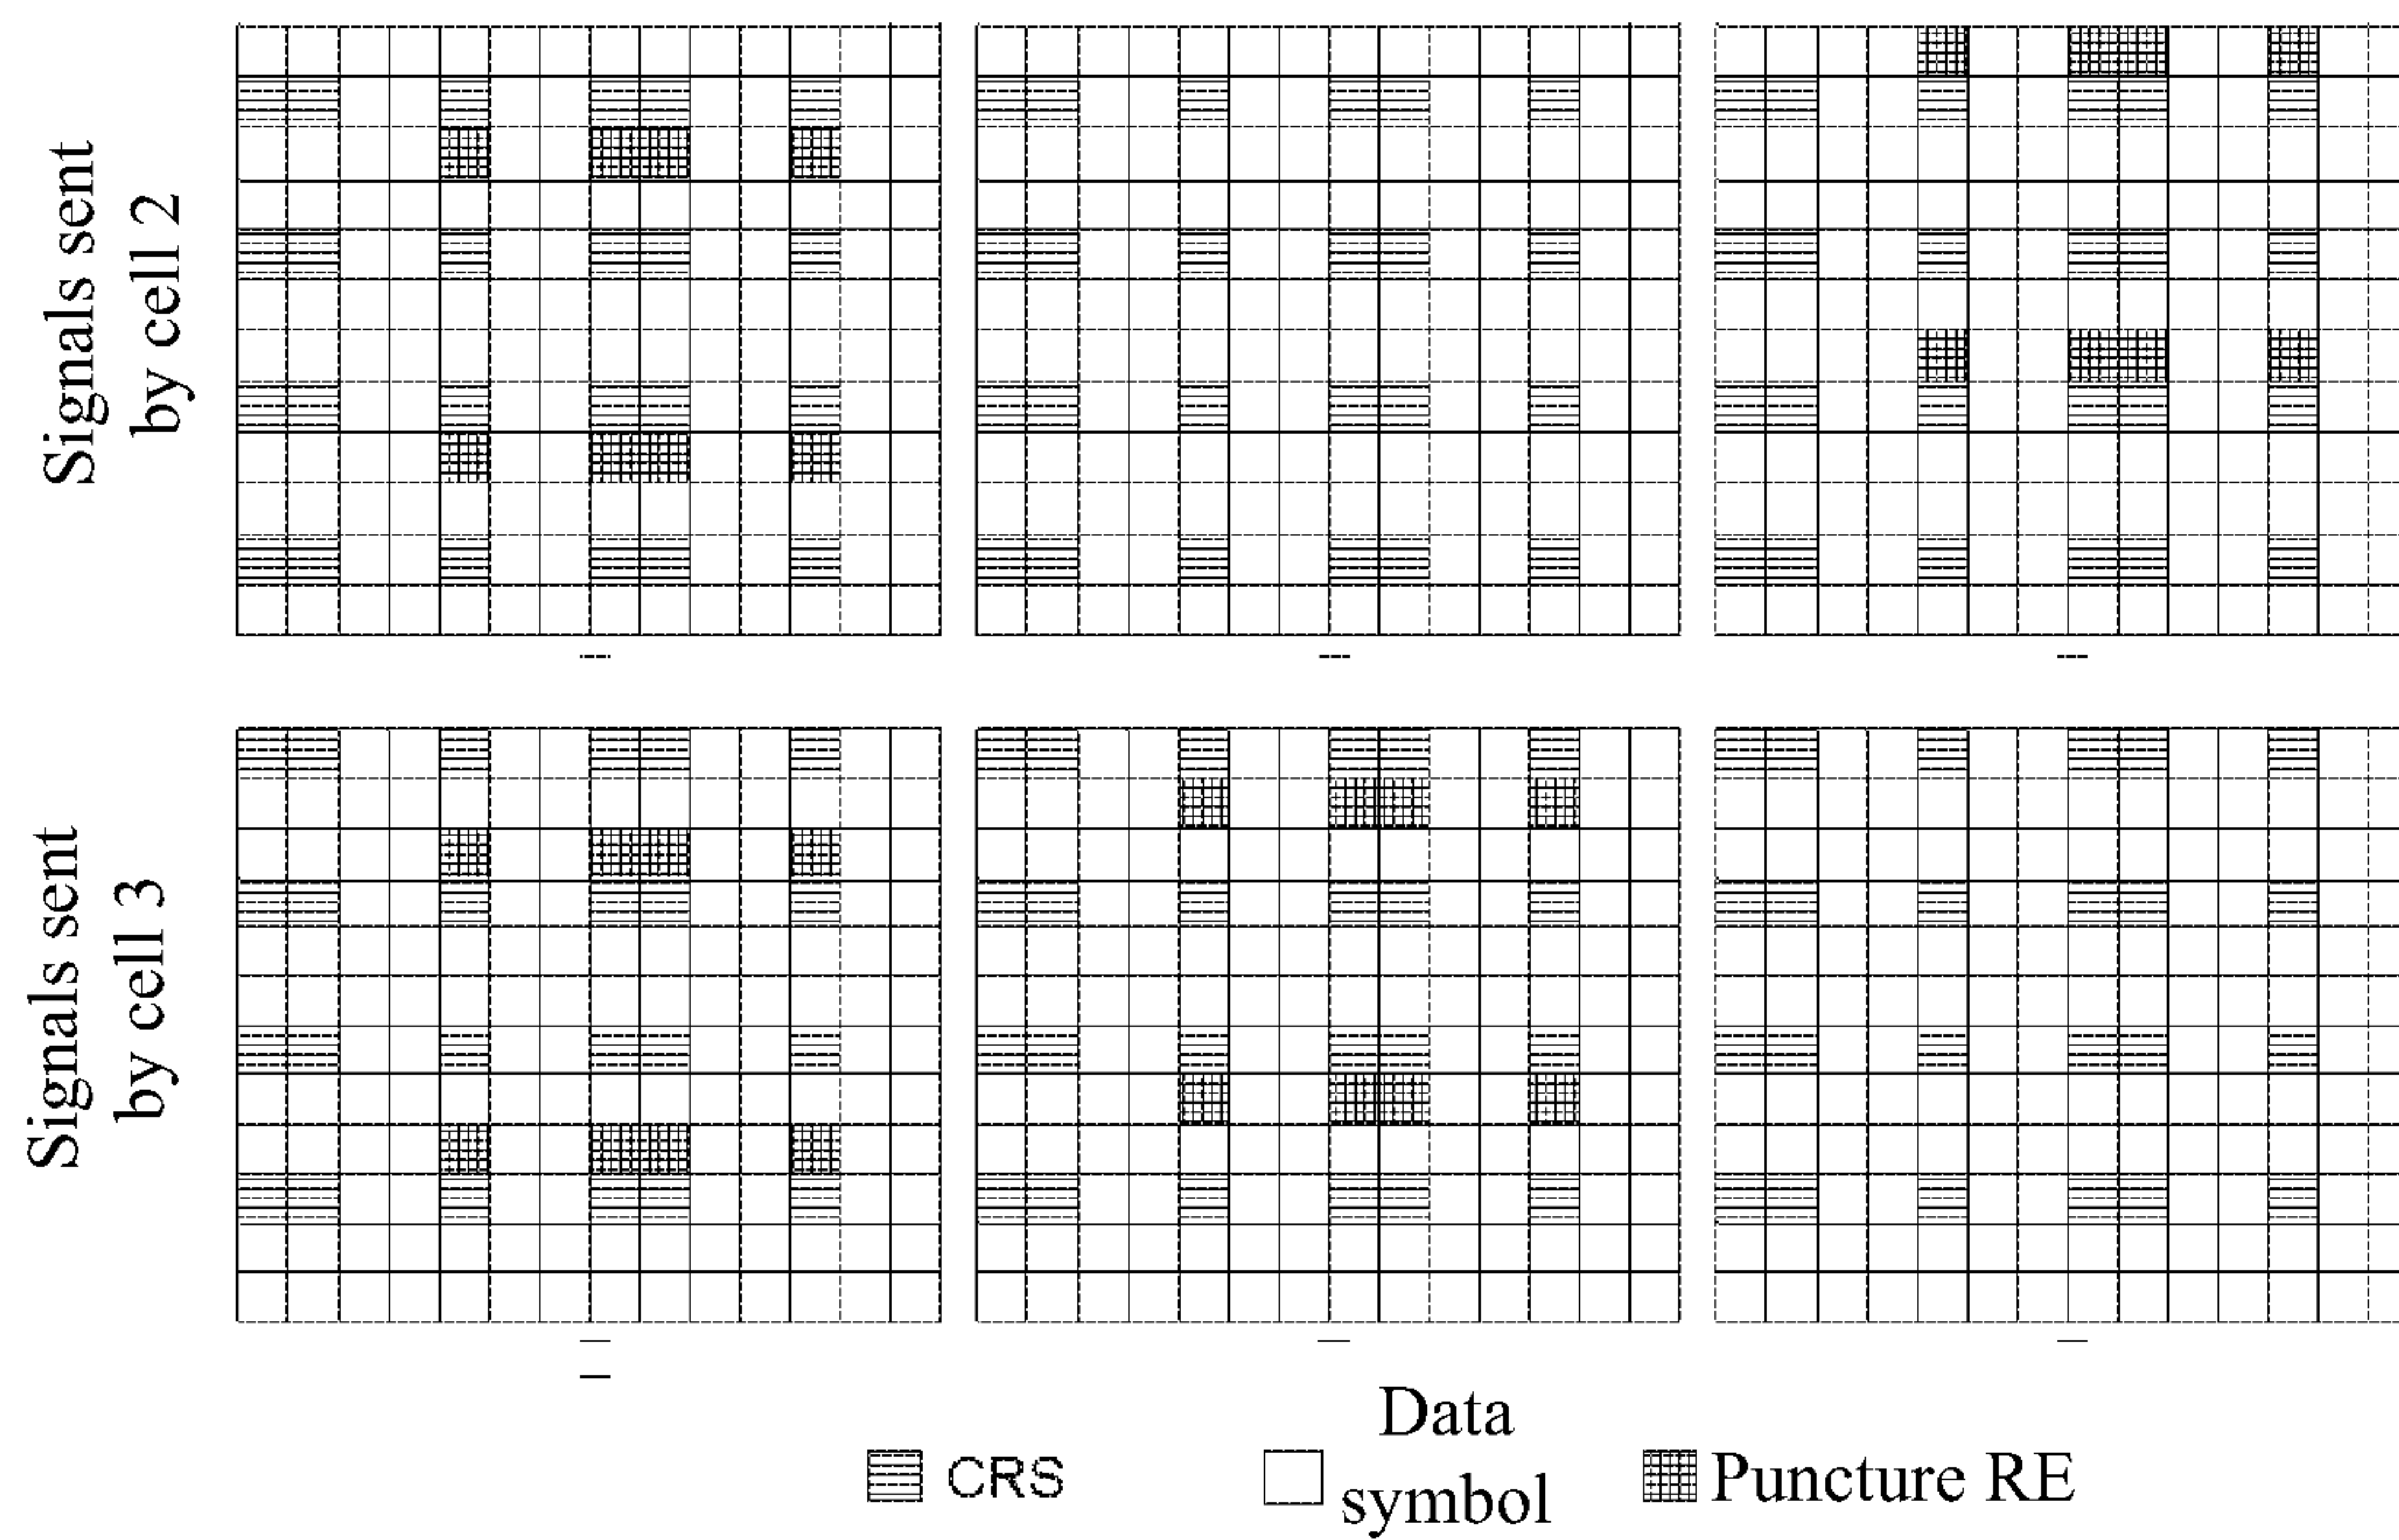 Signals sent
by cell 2
Signals sent
by cell 3
CRS
Data
symbol
Puncture RE